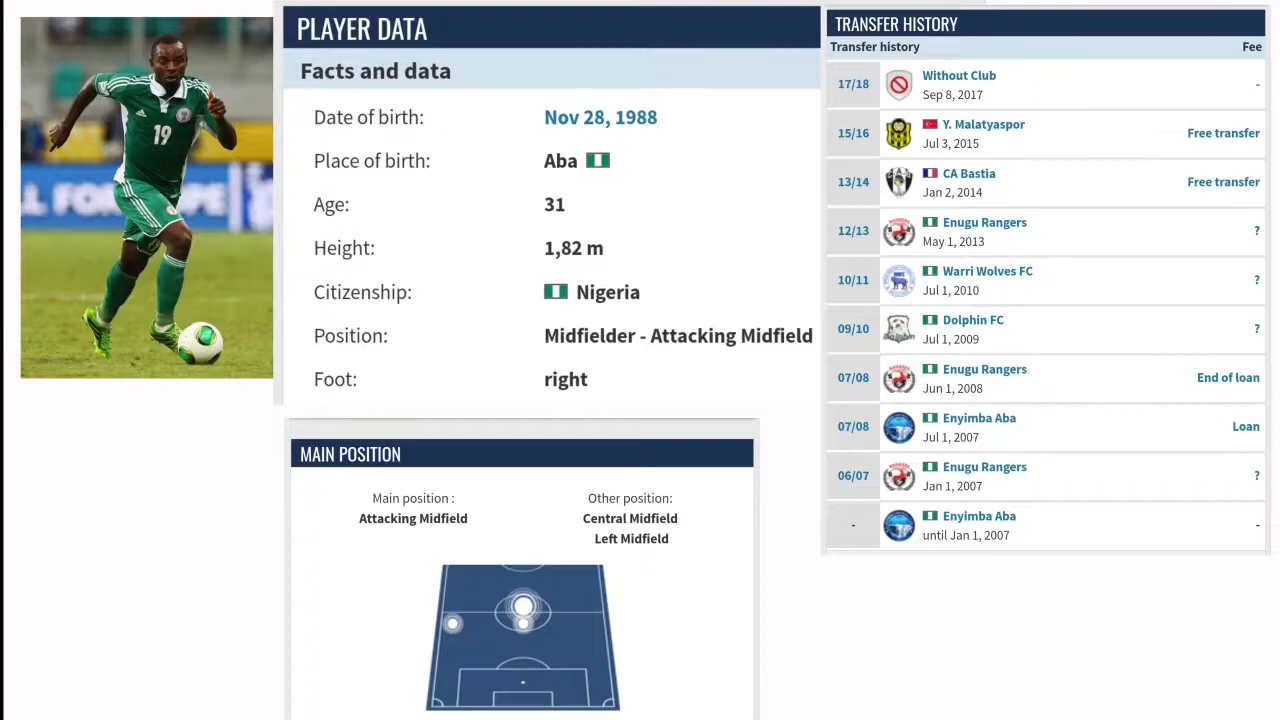 PLAYER DATA
Facts and data
Date of birth: Nov 28, 1988
Place of birth: Aba
Age: 31
Height: 1,82 m
Citizenship: Nigeria
Position: Midfielder - Attacking Midfield
Foot: right
MAIN POSITION
Main position :
Attacking Midfield
Other position:
Central Midfield
Left Midfield
TRANSFER HISTORY
Transfer history Fee
17/18 Without Club -
Sep 8, 2017
15/16 Y. Malatyaspor Free transfer
Jul 3, 2015
13/14 CA Bastia Free transfer
Jan 2, 2014
12/13 Enugu Rangers ?
May 1, 2013
10/11 Warri Wolves FC ?
Jul 1, 2010
09/10 Dolphin FC ?
Jul 1, 2009
07/08 Enugu Rangers End of loan
Jun 1, 2008
07/08 Enyimba Aba Loan
Jul 1, 2007
06/07 Enugu Rangers ?
Jan 1, 2007
- Enyimba Aba -
until Jan 1, 2007
19